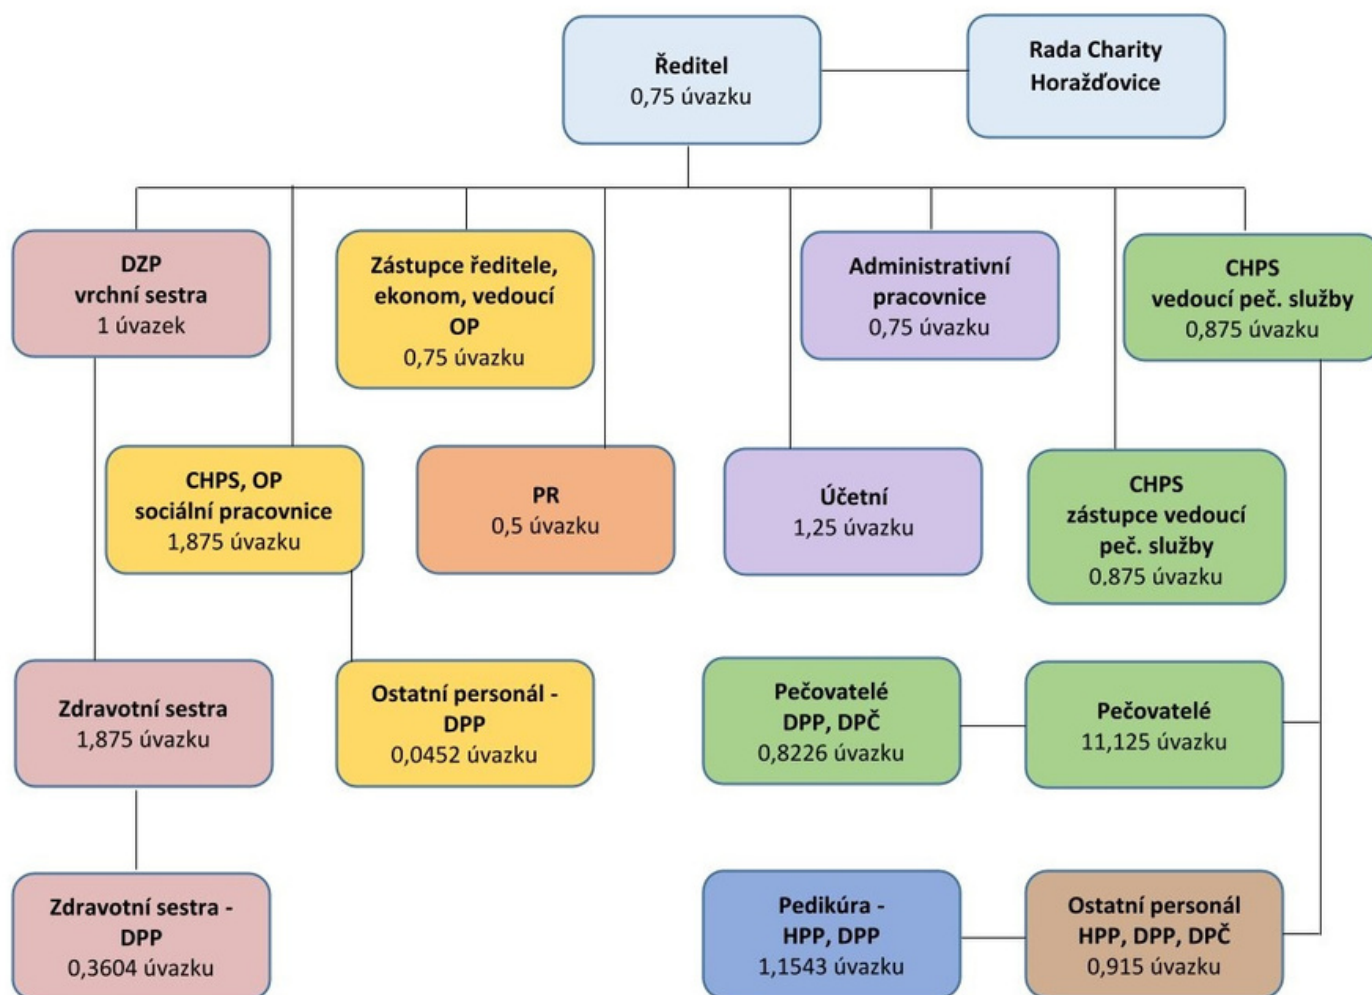 Ředitel
0,75 úvazku
Rada Charity
Horažďovice
DZP
vrchní sestra
1 úvazek
Zástupce ředitele,
ekonom, vedoucí
OP
0,75 úvazku
Administrativní
pracovnice
0,75 úvazku
CHPS
vedoucí peč. služby
0,875 úvazku
CHPS, OP
sociální pracovnice
1,875 úvazku
PR
0,5 úvazku
Účetní
1,25 úvazku
CHPS
zástupce vedoucí
peč. služby
0,875 úvazku
Zdravotní sestra
1,875 úvazku
Ostatní personál -
DPP
0,0452 úvazku
Pečovatelé
DPP, DPČ
0,8226 úvazku
Pečovatelé
11,125 úvazku
Zdravotní sestra -
DPP
0,3604 úvazku
Pedikúra -
HPP, DPP
1,1543 úvazku
Ostatní personál
HPP, DPP, DPČ
0,915 úvazku